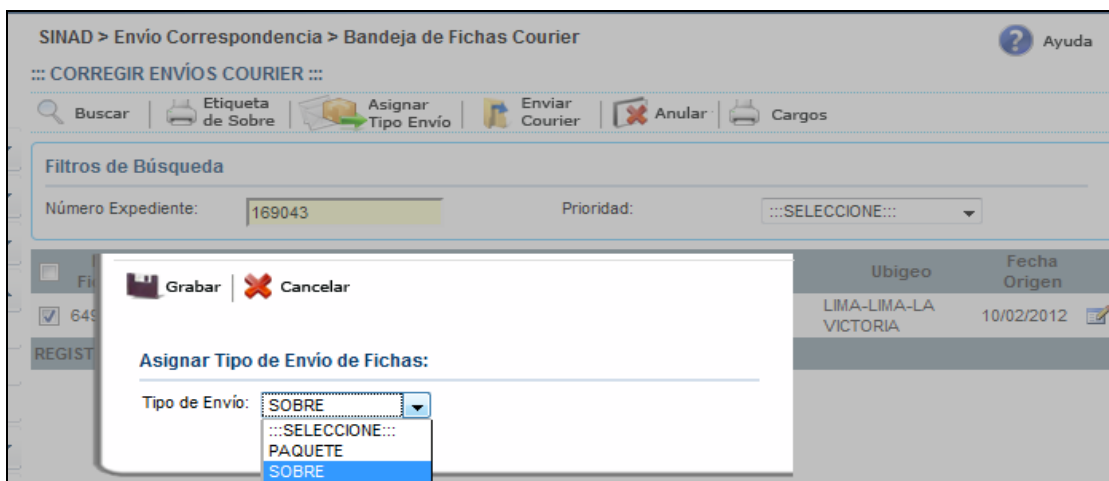 SINAD > Envío Correspondencia > Bandeja de Fichas Courier
Ayuda
::: CORREGIR ENVÍOS COURIER :::
Buscar
Etiqueta de Sobre
Asignar Tipo Envío
Enviar Courier
Anular
Cargos
Filtros de Búsqueda
Número Expediente: 169043 Prioridad: :::SELECCIONE:::
Ubigeo
Fecha Origen
649
LIMA-LIMA-LA VICTORIA
10/02/2012
REGIST
Grabar
Cancelar
Asignar Tipo de Envío de Fichas:
Tipo de Envío: SOBRE
:::SELECCIONE:::
PAQUETE
SOBRE